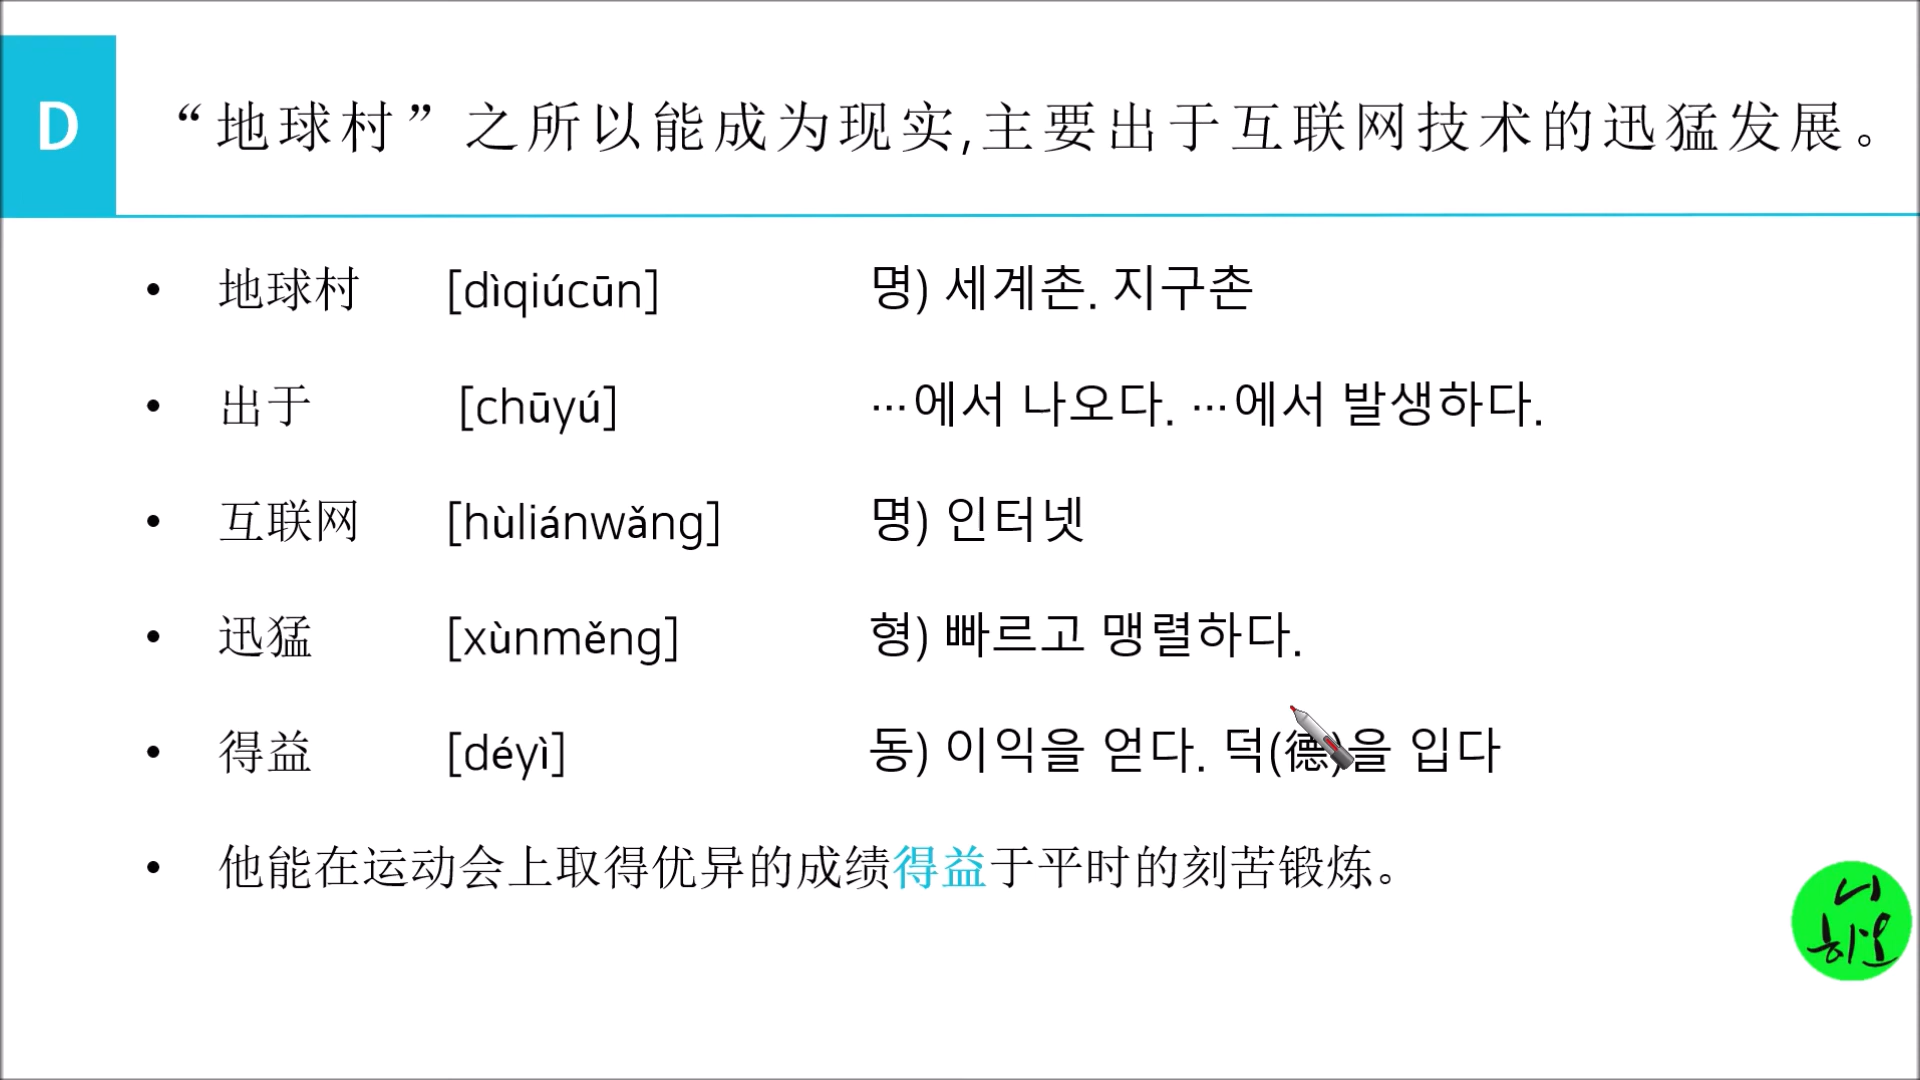 D
“地球村”之所以能成为现实,主要出于互联网技术的迅猛发展。
• 地球村 [dìqiúcūn] 명) 세계촌. 지구촌
• 出于 [chūyú] …에서 나오다. …에서 발생하다.
• 互联网 [hùliánwǎng] 명) 인터넷
• 迅猛 [xùnměng] 형) 빠르고 맹렬하다.
• 得益 [déyì] 동) 이익을 얻다. 덕(德)을 입다
• 他能在运动会上取得优异的成绩得益于平时的刻苦锻炼。
니
하오